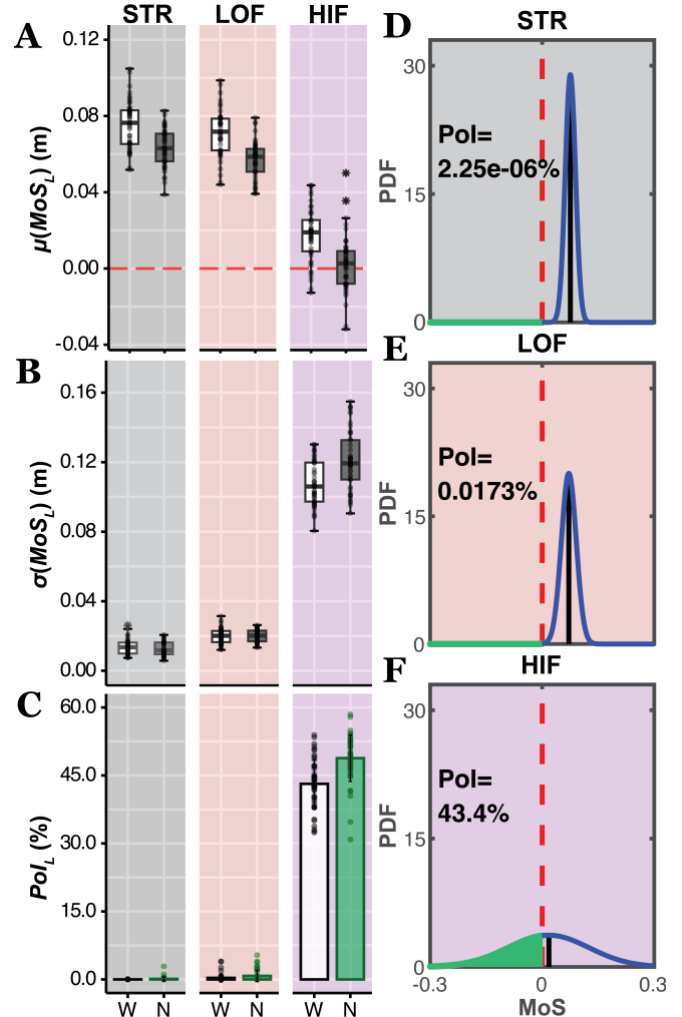 A
STR
LOF
HIF
0.12
0.08
0.04
0.00
-0.04
μ(MoS_L) (m)
B
0.16
0.12
0.08
0.04
0.00
σ(MoS_L) (m)
C
60.0
45.0
30.0
15.0
0.0
PoI_L (%)
W
N
W
N
W
N
D
STR
30
15
0
PDF
PoI=
2.25e-06%
E
LOF
30
15
0
PDF
PoI=
0.0173%
F
HIF
30
15
0
PDF
PoI=
43.4%
-0.3
0
0.3
MoS